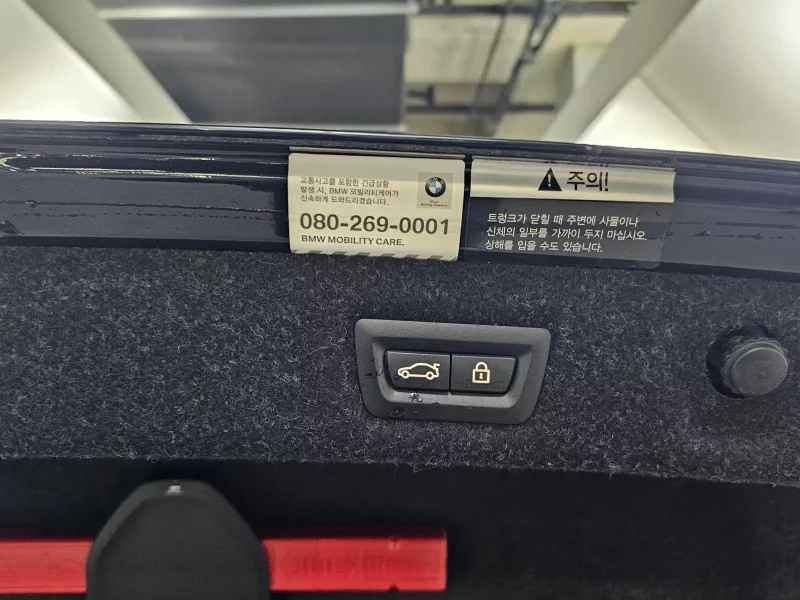 교통사고를 포함한 긴급상황
발생 시, BMW 모빌리티케어가
신속하게 도와드리겠습니다.
080-269-0001
BMW MOBILITY CARE.
주의!
트렁크가 닫힐 때 주변에 사물이나
신체의 일부를 가까이 두지 마십시오.
상해를 입을 수도 있습니다.